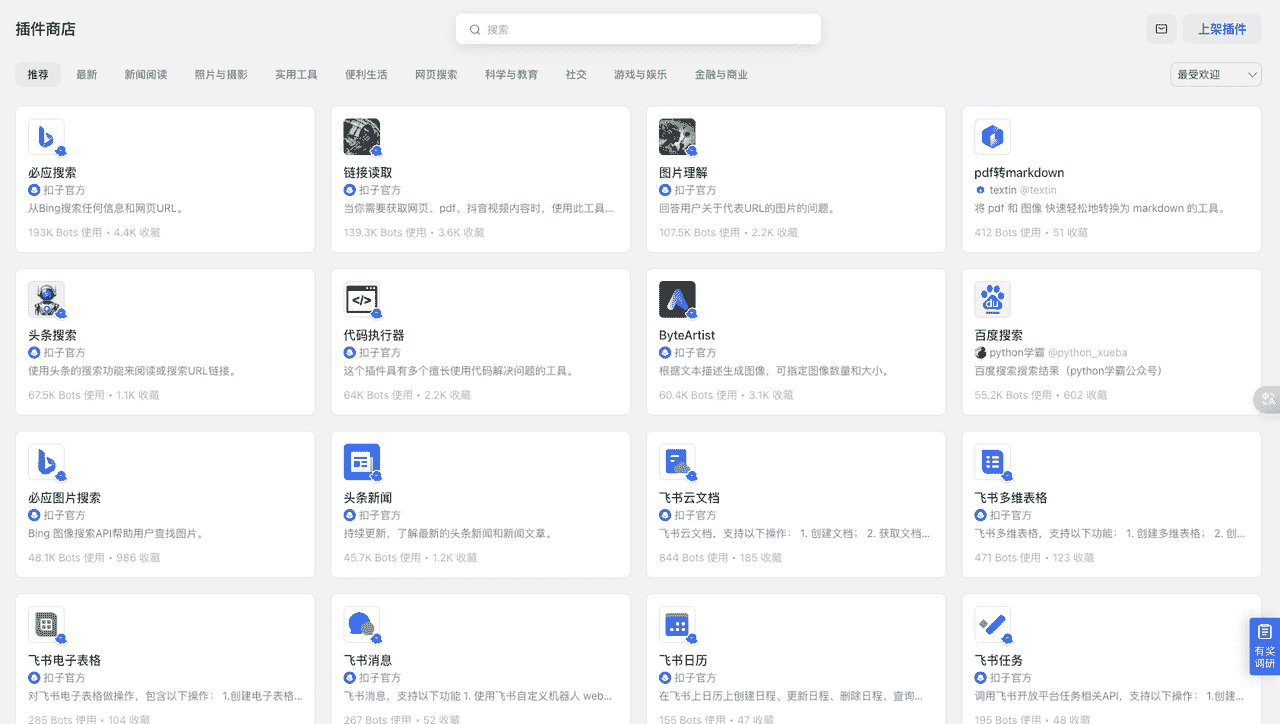 插件商店
搜索
上架插件
推荐 最新 新闻阅读 照片与摄影 实用工具 便利生活 网页搜索 科学与教育 社交 游戏与娱乐 金融与商业
最受欢迎
必应搜索
扣子官方
从Bing搜索任何信息和网页URL。
193K Bots 使用 • 4.4K 收藏
链接读取
扣子官方
当你需要获取网页、pdf、抖音视频内容时，使用此工具...
139.3K Bots 使用 • 3.6K 收藏
图片理解
扣子官方
回答用户关于代表URL的图片的问题。
107.5K Bots 使用 • 2.2K 收藏
pdf转markdown
textin @textin
将 pdf 和 图像 快速轻松地转换为 markdown 的工具。
412 Bots 使用 • 51 收藏
头条搜索
扣子官方
使用头条的搜索功能来阅读或搜索URL链接。
67.5K Bots 使用 • 1.1K 收藏
</>
代码执行器
扣子官方
这个插件具有多个擅长使用代码解决问题的工具。
64K Bots 使用 • 2.2K 收藏
ByteArtist
扣子官方
根据文本描述生成图像，可指定图像数量和大小。
60.4K Bots 使用 • 3.1K 收藏
du
百度搜索
python学霸 @python_xueba
百度搜索搜索结果（python学霸公众号）
55.2K Bots 使用 • 602 收藏
必应图片搜索
扣子官方
Bing 图像搜索API帮助用户查找图片。
48.1K Bots 使用 • 986 收藏
头条新闻
扣子官方
持续更新，了解最新的头条新闻和新闻文章。
45.7K Bots 使用 • 1.2K 收藏
飞书云文档
扣子官方
飞书云文档，支持以下操作： 1. 创建文档； 2. 获取文档...
844 Bots 使用 • 185 收藏
飞书多维表格
扣子官方
飞书多维表格，支持以下功能： 1. 创建多维表格； 2. 创...
471 Bots 使用 • 123 收藏
飞书电子表格
扣子官方
对飞书电子表格做操作，包含以下操作： 1.创建电子表格...
285 Bots 使用 • 104 收藏
飞书消息
扣子官方
飞书消息，支持以下功能 1. 使用飞书自定义机器人 web...
267 Bots 使用 • 52 收藏
飞书日历
扣子官方
在飞书上日历上创建日程、更新日程、删除日程、查询...
155 Bots 使用 • 47 收藏
飞书任务
扣子官方
调用飞书开放平台任务相关API，支持以下操作： 1.创建...
195 Bots 使用 • 48 收藏
有奖
调研